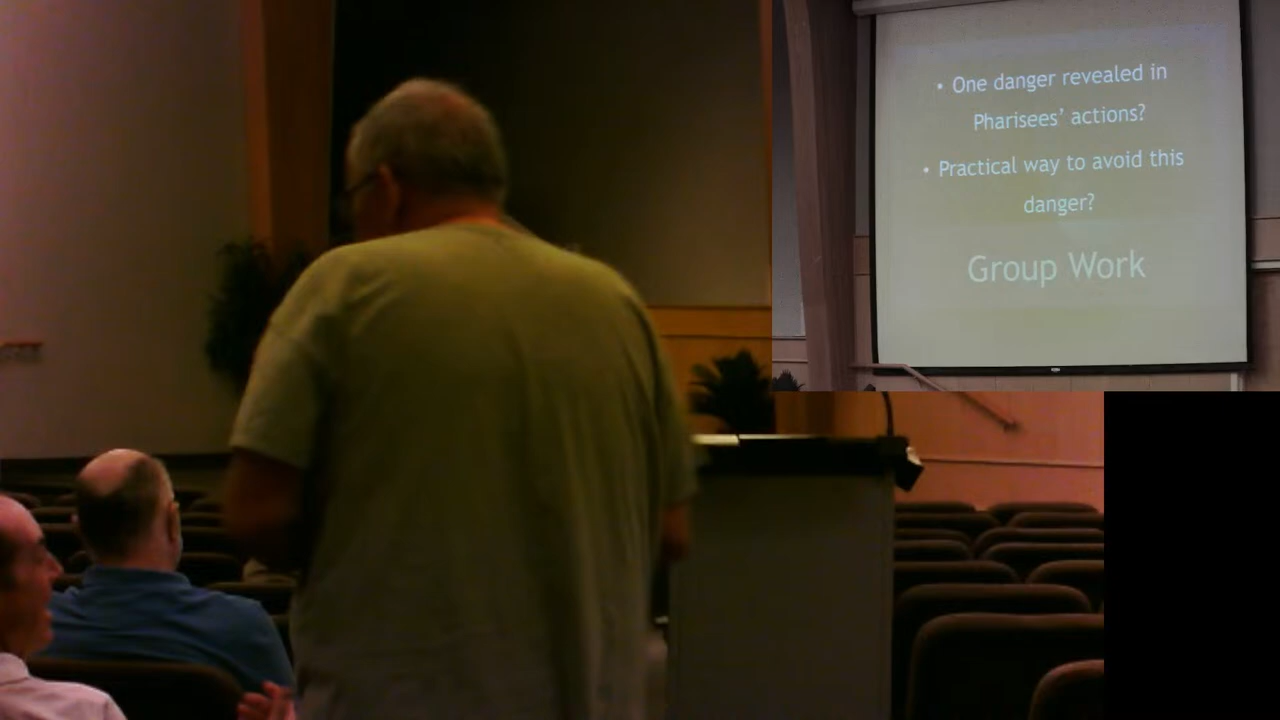 • One danger revealed in
Pharisees’ actions?
• Practical way to avoid this
danger?
Group Work